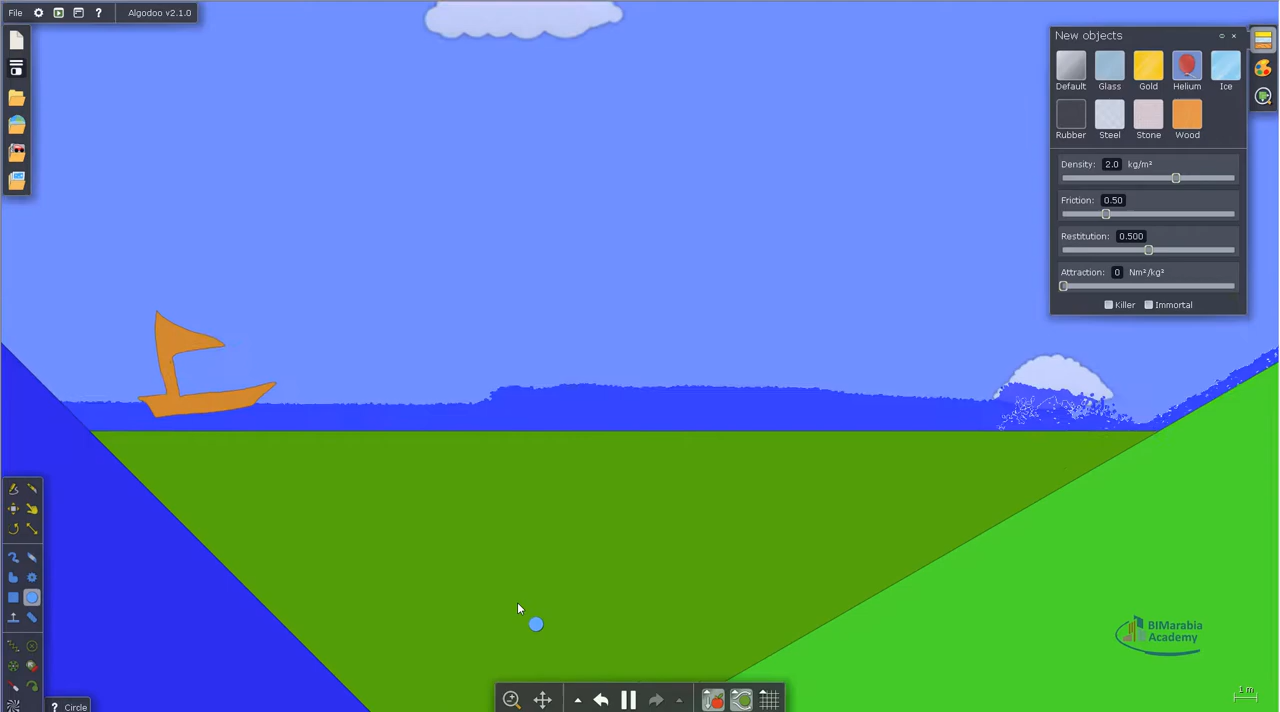 File
?
Algodoo v2.1.0
New objects
Default
Glass
Gold
Helium
Ice
Rubber
Steel
Stone
Wood
Density: 2.0 kg/m²
Friction: 0.50
Restitution: 0.500
Attraction: 0 Nm²/kg²
Killer
Immortal
BIMarabia
Academy
1 m
? Circle